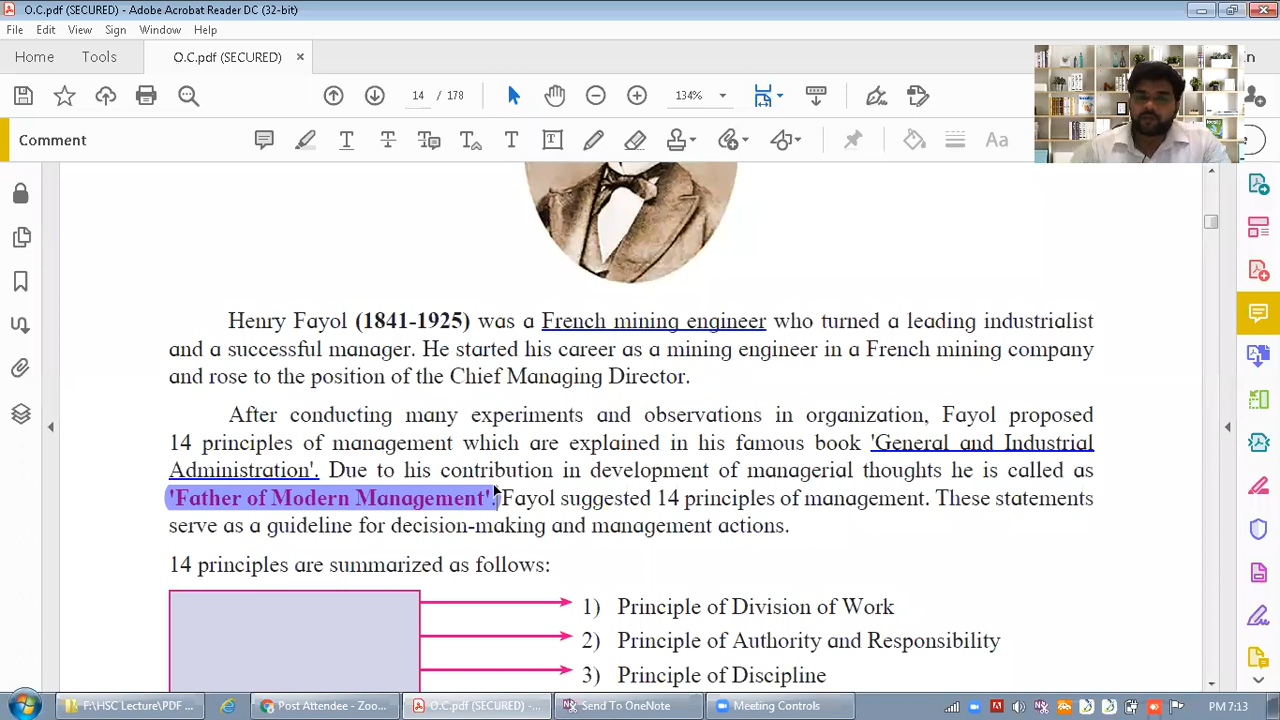 O.C.pdf (SECURED) - Adobe Acrobat Reader DC (32-bit)
File Edit View Sign Window Help
Home Tools O.C.pdf (SECURED) ×
14 / 178 134%
Comment
Henry Fayol (1841-1925) was a French mining engineer who turned a leading industrialist
and a successful manager. He started his career as a mining engineer in a French mining company
and rose to the position of the Chief Managing Director.
After conducting many experiments and observations in organization, Fayol proposed
14 principles of management which are explained in his famous book 'General and Industrial
Administration'. Due to his contribution in development of managerial thoughts he is called as
'Father of Modern Management'. Fayol suggested 14 principles of management. These statements
serve as a guideline for decision-making and management actions.
14 principles are summarized as follows:
1) Principle of Division of Work
2) Principle of Authority and Responsibility
3) Principle of Discipline
F:\HSC Lecture\PDF ... Post Attendee - Zoo... O.C.pdf (SECURED) -... Send To OneNote Meeting Controls PM 7:13